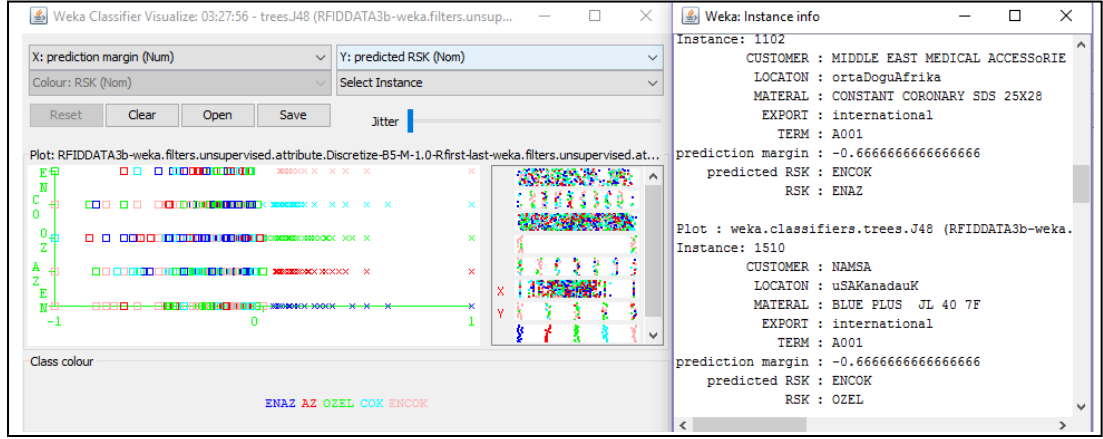 Weka Classifier Visualize: 03:27:56 - trees.J48 (RFIDDATA3b-weka.filters.unsup...
X: prediction margin (Num)
Y: predicted RSK (Nom)
Colour: RSK (Nom)
Select Instance
Reset
Clear
Open
Save
Jitter
Plot: RFIDDATA3b-weka.filters.unsupervised.attribute.Discretize-B5-M-1.0-Rfirst-last-weka.filters.unsupervised.at...
E
N
C
O
O
Z
A
Z
E
N
-1
0
1
X
Y
Class colour
ENAZ AZ OZEL COK ENCOK
Weka: Instance info
Instance: 1102
CUSTOMER : MIDDLE EAST MEDICAL ACCESSoRIE
LOCATON : ortaDoguAfrika
MATERAL : CONSTANT CORONARY SDS 25X28
EXPORT : international
TERM : A001
prediction margin : -0.6666666666666666
predicted RSK : ENCOK
RSK : ENAZ
Plot : weka.classifiers.trees.J48 (RFIDDATA3b-weka.
Instance: 1510
CUSTOMER : NAMSA
LOCATON : uSAKanadauK
MATERAL : BLUE PLUS  JL 40 7F
EXPORT : international
TERM : A001
prediction margin : -0.6666666666666666
predicted RSK : ENCOK
RSK : OZEL